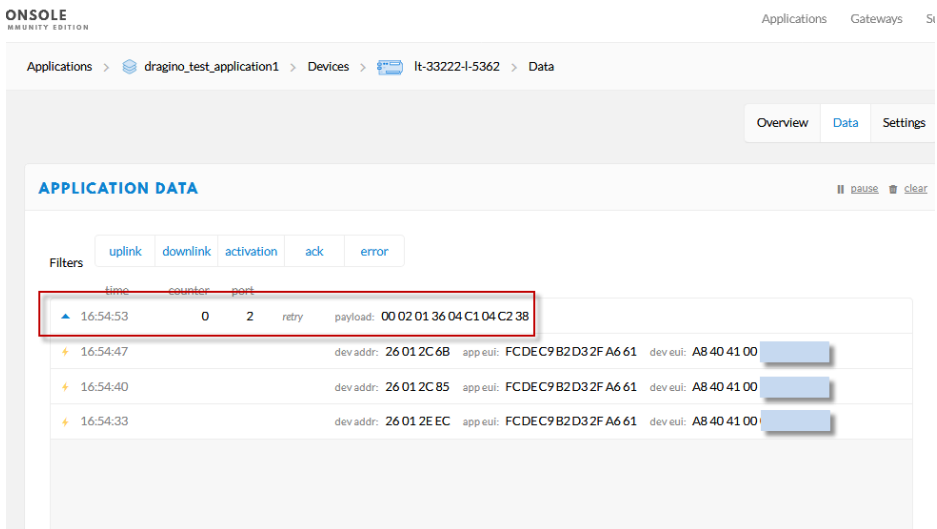 ONSOLE
MMUNITY EDITION
Applications Gateways
Applications > dragino_test_application1 > Devices > lt-33222-l-5362 > Data
Overview Data Settings
APPLICATION DATA
pause clear
Filters uplink downlink activation ack error
time counter port
16:54:53 0 2 retry payload: 00 02 01 36 04 C1 04 C2 38
16:54:47 dev addr: 26 01 2C 6B app eui: FC DE C9 B2 D3 2F A6 61 dev eui: A8 40 41 00
16:54:40 dev addr: 26 01 2C 85 app eui: FC DE C9 B2 D3 2F A6 61 dev eui: A8 40 41 00
16:54:33 dev addr: 26 01 2E EC app eui: FC DE C9 B2 D3 2F A6 61 dev eui: A8 40 41 00